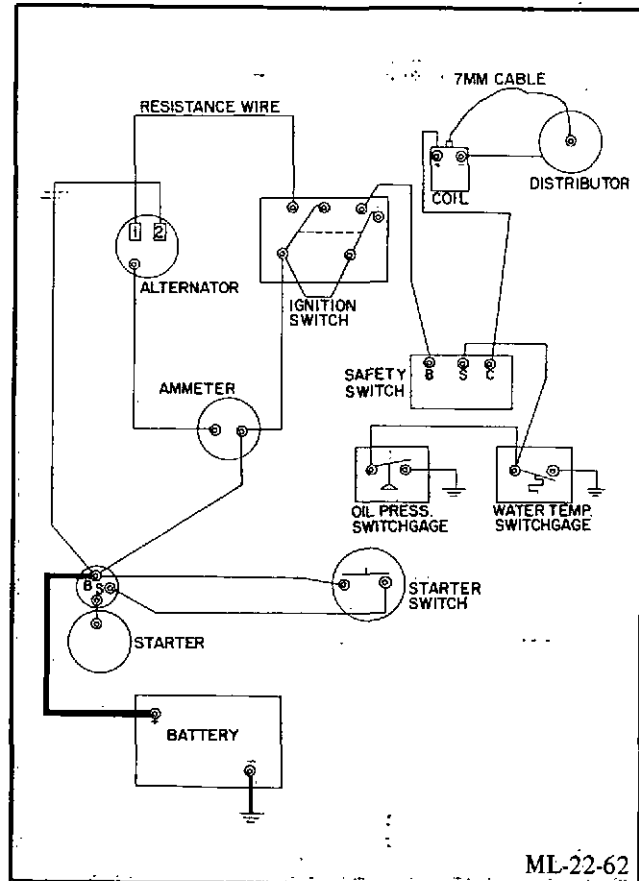 7MM CABLE
RESISTANCE WIRE
+ −
COIL
DISTRIBUTOR
1 2
ALTERNATOR
IGNITION
SWITCH
B S C
SAFETY
SWITCH
AMMETER
OIL PRESS.
SWITCHGAGE
WATER TEMP.
SWITCHGAGE
B
S
STARTER
SWITCH
STARTER
+
BATTERY
−
ML-22-62